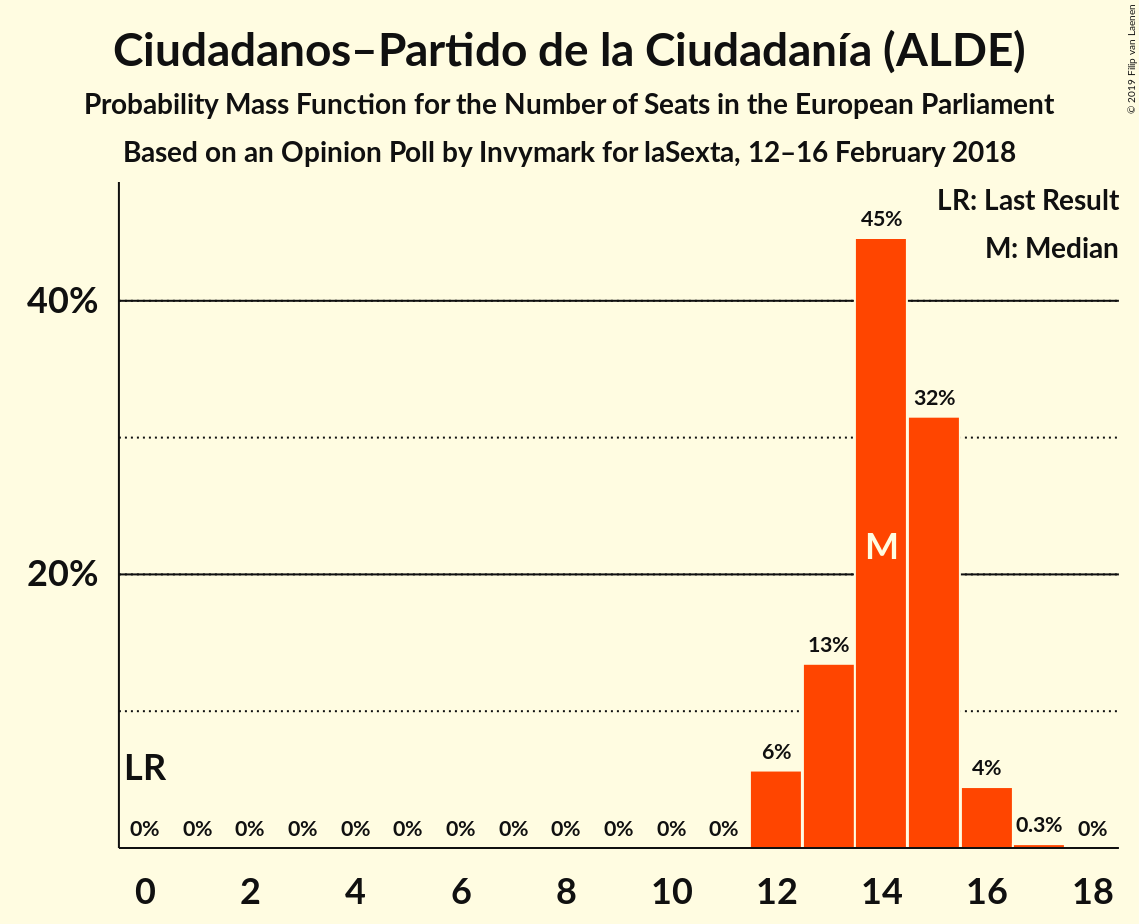 Ciudadanos–Partido de la Ciudadanía (ALDE)
Probability Mass Function for the Number of Seats in the European Parliament
Based on an Opinion Poll by Invymark for laSexta, 12–16 February 2018
© 2019 Filip van Laenen
LR: Last Result
M: Median
45%
40%
32%
M
20%
13%
6%
4%
LR
0% 0% 0% 0% 0% 0% 0% 0% 0% 0% 0% 0% 0.3% 0%
0 2 4 6 8 10 12 14 16 18